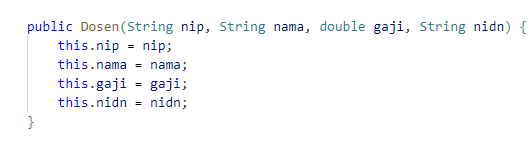 public Dosen(String nip, String nama, double gaji, String nidn) {
    this.nip = nip;
    this.nama = nama;
    this.gaji = gaji;
    this.nidn = nidn;
}